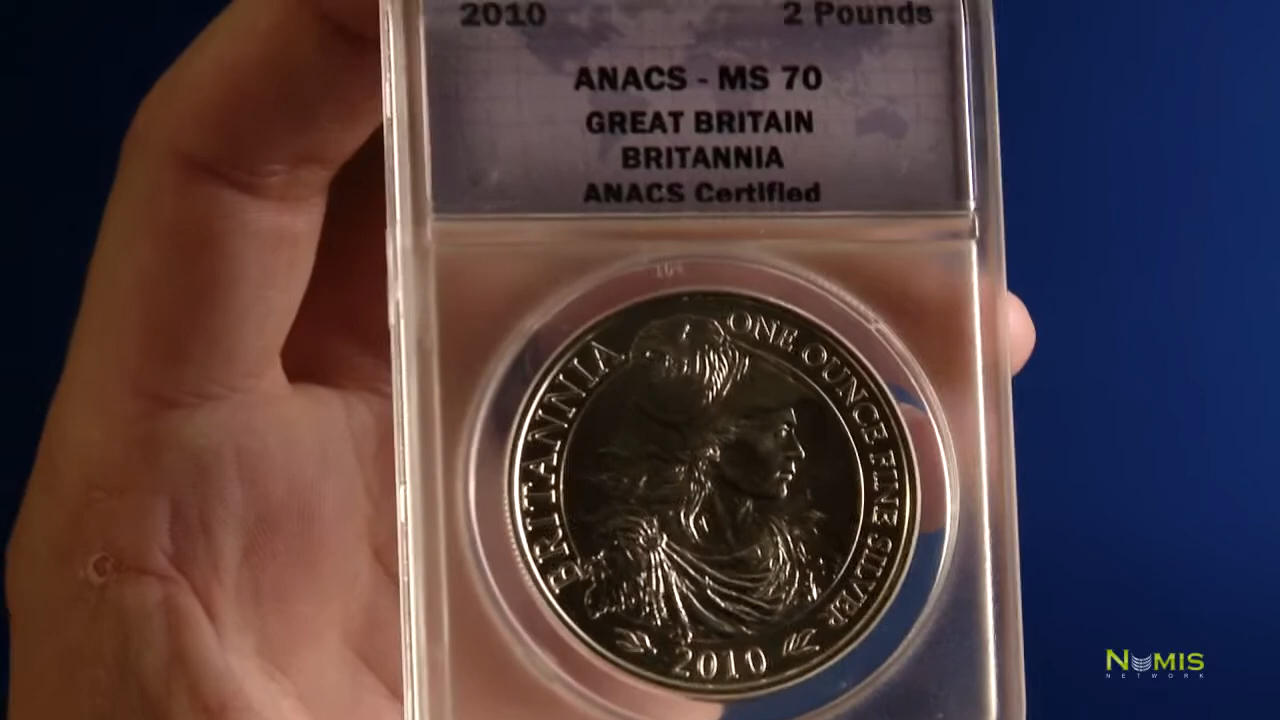 2010 2 Pounds
ANACS - MS 70
GREAT BRITAIN
BRITANNIA
ANACS Certified
BRITANNIA
ONE OUNCE FINE SILVER
2010
NUMIS
NETWORK